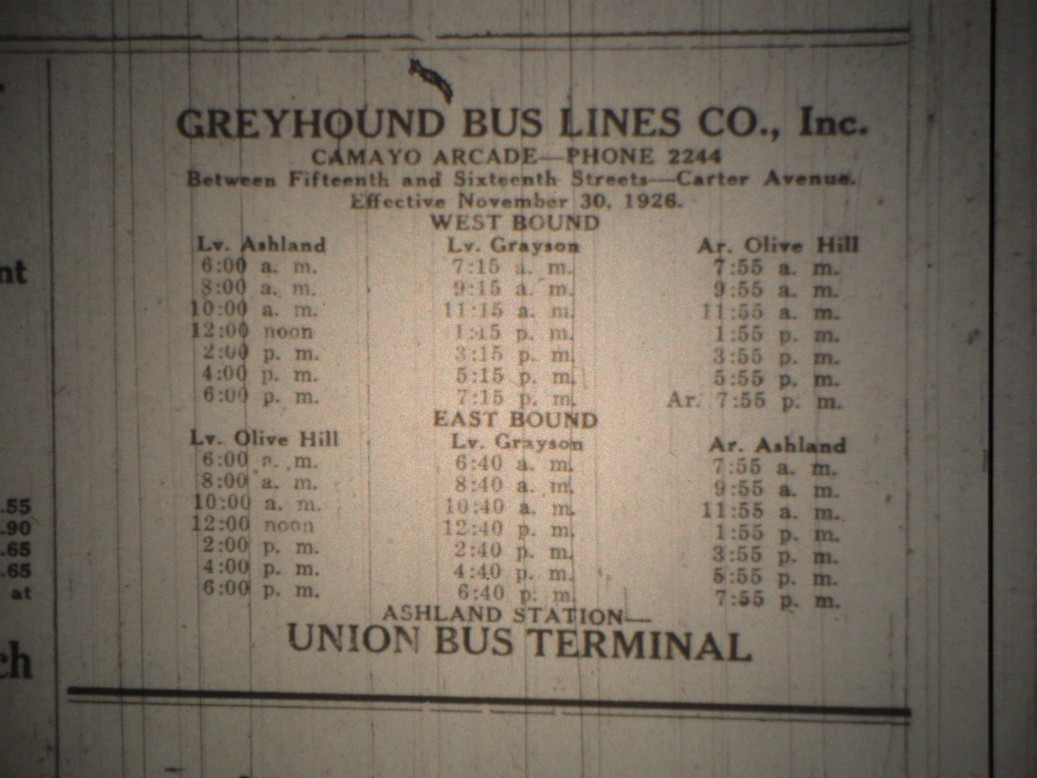 GREYHOUND BUS LINES CO., Inc.
CAMAYO ARCADE—PHONE 2244
Between Fifteenth and Sixteenth Streets—Carter Avenue.
Effective November 30, 1926.
WEST BOUND
Lv. Ashland Lv. Grayson Ar. Olive Hill
6:00 a. m. 7:15 a. m. 7:55 a. m.
8:00 a. m. 9:15 a. m. 9:55 a. m.
10:00 a. m. 11:15 a. m. 11:55 a. m.
12:00 noon 1:15 p. m. 1:55 p. m.
2:00 p. m. 3:15 p. m. 3:55 p. m.
4:00 p. m. 5:15 p. m. 5:55 p. m.
6:00 p. m. 7:15 p. m. Ar. 7:55 p. m.
EAST BOUND
Lv. Olive Hill Lv. Grayson Ar. Ashland
6:00 a. m. 6:40 a. m. 7:55 a. m.
8:00 a. m. 8:40 a. m. 9:55 a. m.
10:00 a. m. 10:40 a. m. 11:55 a. m.
12:00 noon 12:40 p. m. 1:55 p. m.
2:00 p. m. 2:40 p. m. 3:55 p. m.
4:00 p. m. 4:40 p. m. 5:55 p. m.
6:00 p. m. 6:40 p. m. 7:55 p. m.
ASHLAND STATION—
UNION BUS TERMINAL
.55
.90
.65
.65
at